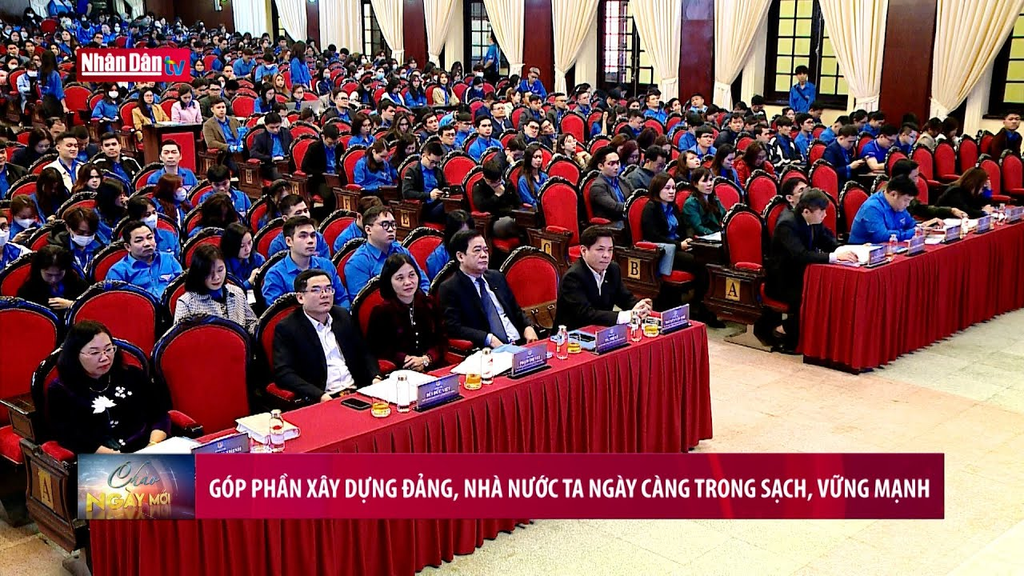 Nhân Dân tv
C
B
A
A
Chào
NGÀY MỚI
GÓP PHẦN XÂY DỰNG ĐẢNG, NHÀ NƯỚC TA NGÀY CÀNG TRONG SẠCH, VỮNG MẠNH